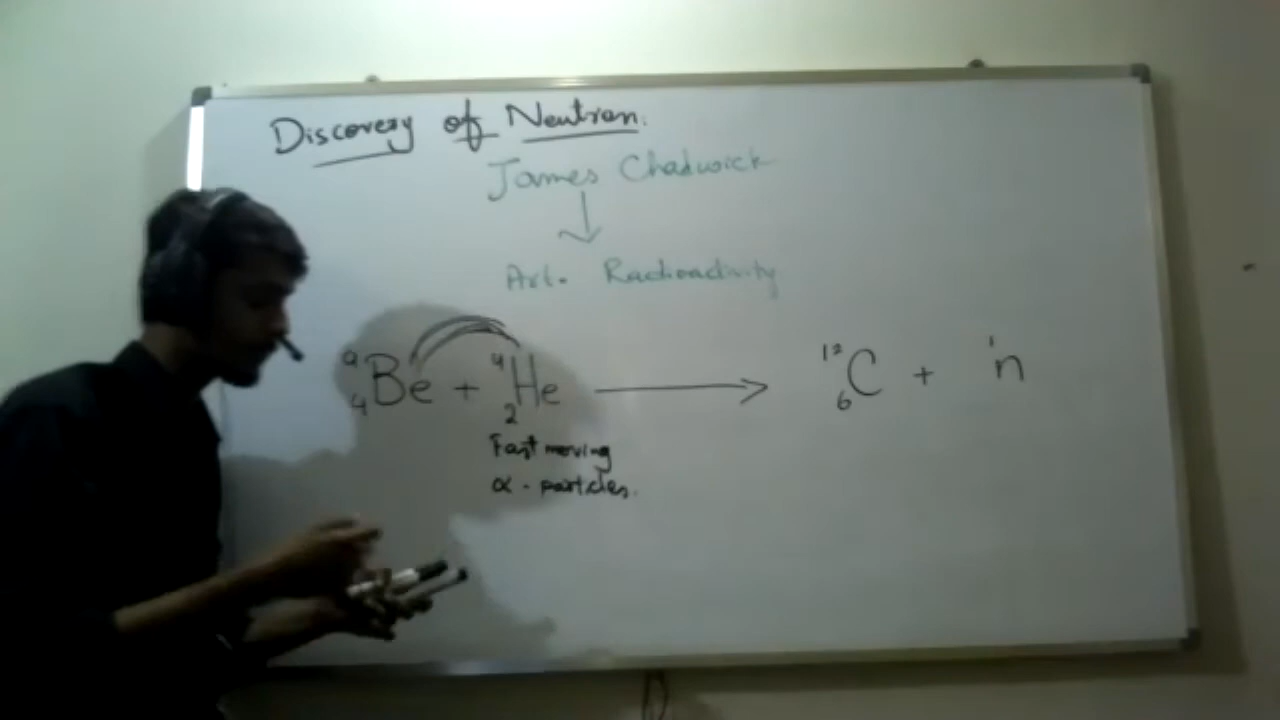 Discovery of Neutron.
James Chadwick
Art. Radioactivity
⁹₄Be + ⁴₂He ⟶ ¹²₆C + ¹n
Fast moving
α - particles.